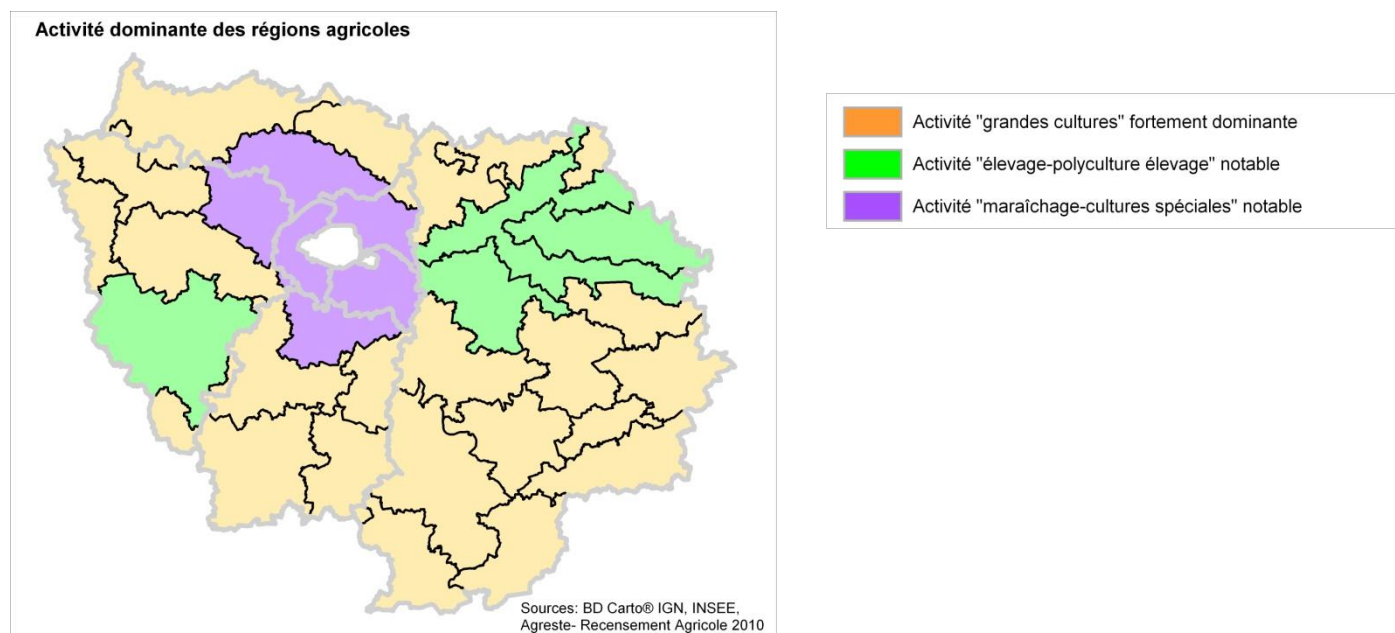 Activité dominante des régions agricoles
Activité "grandes cultures" fortement dominante
Activité "élevage-polyculture élevage" notable
Activité "maraîchage-cultures spéciales" notable
Sources: BD Carto® IGN, INSEE,
Agreste- Recensement Agricole 2010